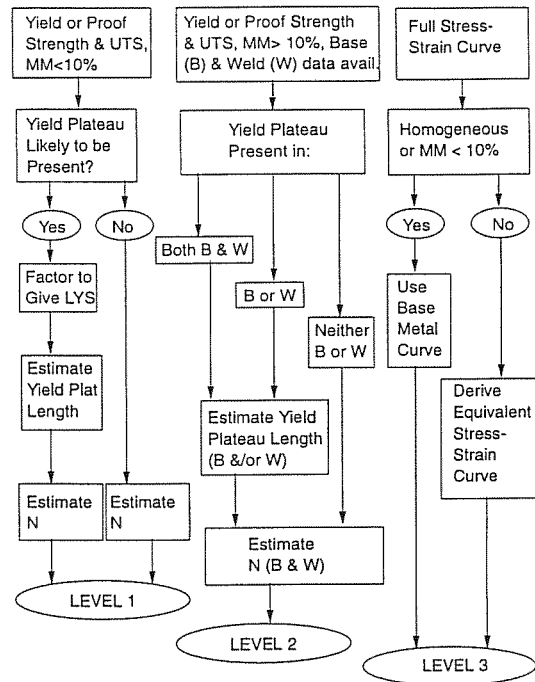 Yield or Proof
Strength & UTS,
MM<10%
Yield Plateau
Likely to be
Present?
Yes
No
Factor to
Give LYS
Estimate
Yield Plat
Length
Estimate
N
Estimate
N
LEVEL 1
Yield or Proof Strength
& UTS, MM> 10%, Base
(B) & Weld (W) data avail.
Yield Plateau
Present in:
Both B & W
B or W
Neither
B or W
Estimate Yield
Plateau Length
(B &/or W)
Estimate
N (B & W)
LEVEL 2
Full Stress-
Strain Curve
Homogeneous
or MM < 10%
Yes
No
Use
Base
Metal
Curve
Derive
Equivalent
Stress-
Strain
Curve
LEVEL 3